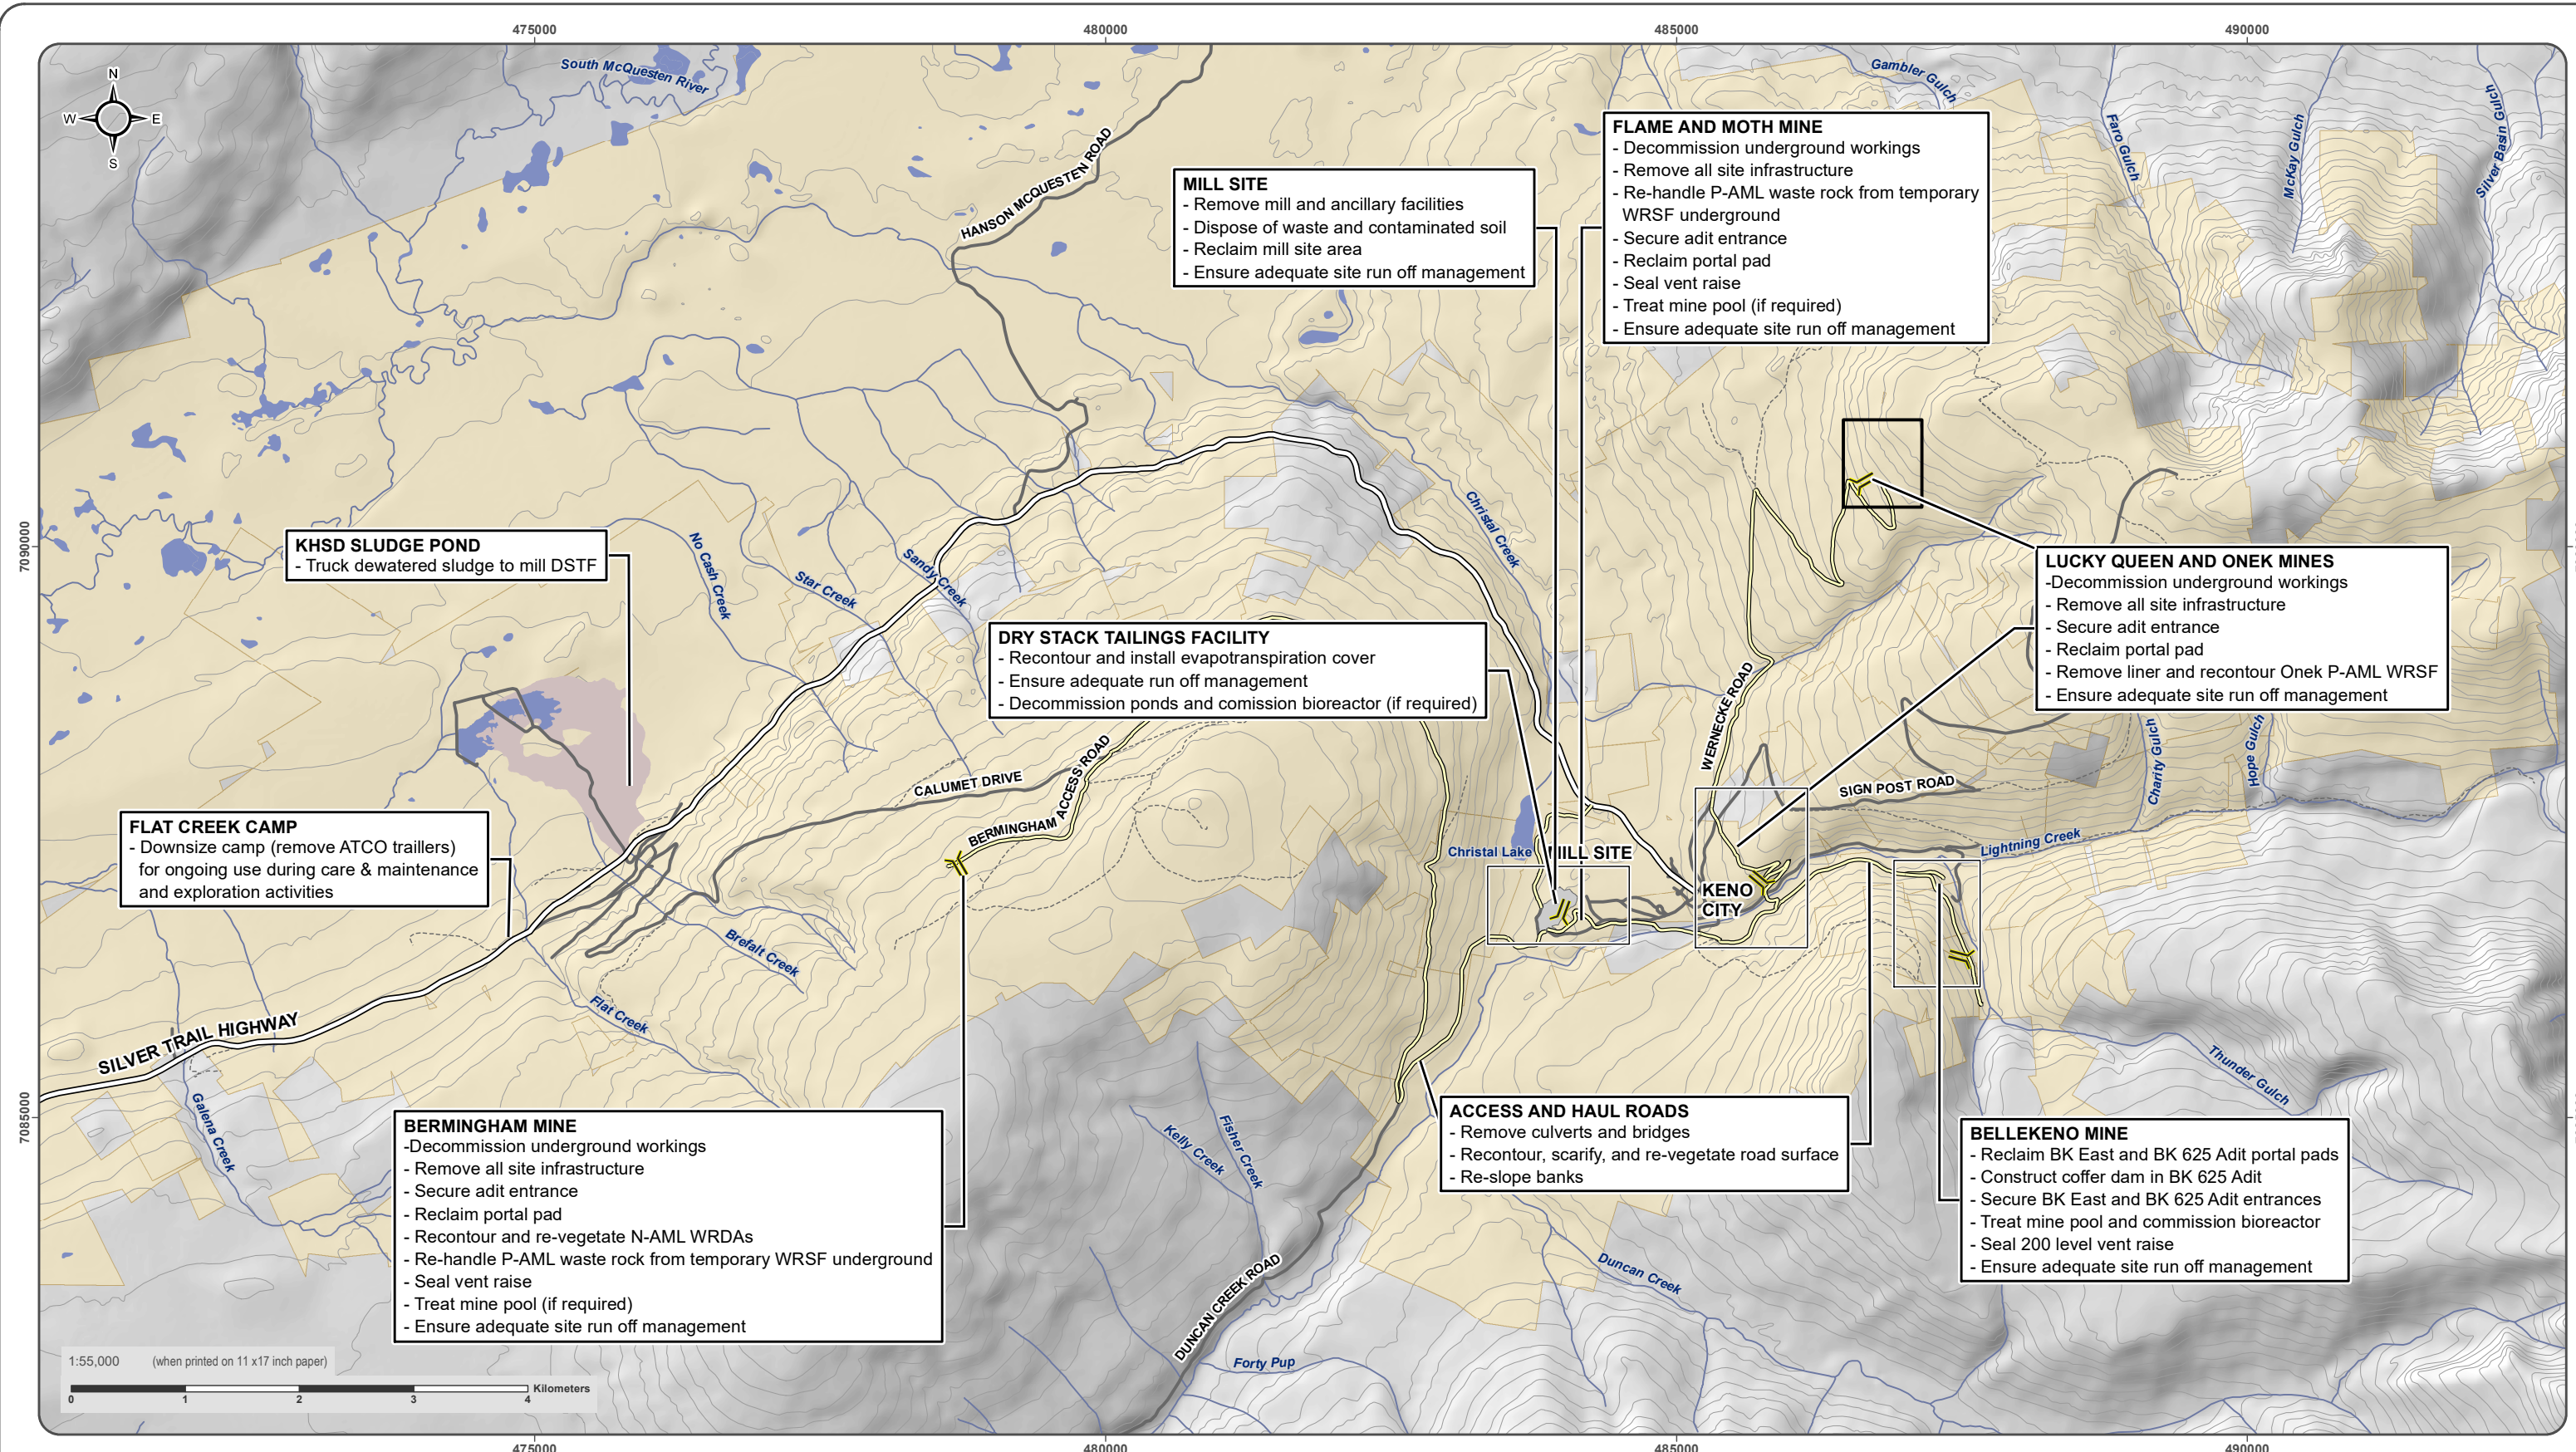 475000
480000
485000
490000
N
W E
S
South McQuesten River
Gambler Gulch
Faro Gulch
McKay Gulch
Silver Basin Gulch
HANSON MCQUESTEN ROAD
MILL SITE
- Remove mill and ancillary facilities
- Dispose of waste and contaminated soil
- Reclaim mill site area
- Ensure adequate site run off management
FLAME AND MOTH MINE
- Decommission underground workings
- Remove all site infrastructure
- Re-handle P-AML waste rock from temporary
WRSF underground
- Secure adit entrance
- Reclaim portal pad
- Seal vent raise
- Treat mine pool (if required)
- Ensure adequate site run off management
7090000
KHSD SLUDGE POND
- Truck dewatered sludge to mill DSTF
No Cash Creek
Star Creek
Sandy Creek
Christal Creek
LUCKY QUEEN AND ONEK MINES
-Decommission underground workings
- Remove all site infrastructure
- Secure adit entrance
- Reclaim portal pad
- Remove liner and recontour Onek P-AML WRSF
- Ensure adequate site run off management
DRY STACK TAILINGS FACILITY
- Recontour and install evapotranspiration cover
- Ensure adequate run off management
- Decommission ponds and comission bioreactor (if required)
WERNECKE ROAD
Charity Gulch
Hope Gulch
CALUMET DRIVE
BERMINGHAM ACCESS ROAD
SIGN POST ROAD
Lightning Creek
FLAT CREEK CAMP
- Downsize camp (remove ATCO traillers)
for ongoing use during care & maintenance
and exploration activities
Christal Lake
MILL SITE
KENO
CITY
Brefalt Creek
Flat Creek
SILVER TRAIL HIGHWAY
Galena Creek
Thunder Gulch
7085000
BERMINGHAM MINE
-Decommission underground workings
- Remove all site infrastructure
- Secure adit entrance
- Reclaim portal pad
- Recontour and re-vegetate N-AML WRDAs
- Re-handle P-AML waste rock from temporary WRSF underground
- Seal vent raise
- Treat mine pool (if required)
- Ensure adequate site run off management
Kelly Creek
Fisher Creek
ACCESS AND HAUL ROADS
- Remove culverts and bridges
- Recontour, scarify, and re-vegetate road surface
- Re-slope banks
BELLEKENO MINE
- Reclaim BK East and BK 625 Adit portal pads
- Construct coffer dam in BK 625 Adit
- Secure BK East and BK 625 Adit entrances
- Treat mine pool and commission bioreactor
- Seal 200 level vent raise
- Ensure adequate site run off management
DUNCAN CREEK ROAD
Duncan Creek
Forty Pup
1:55,000 (when printed on 11 x17 inch paper)
Kilometers
0 1 2 3 4
475000
480000
485000
490000